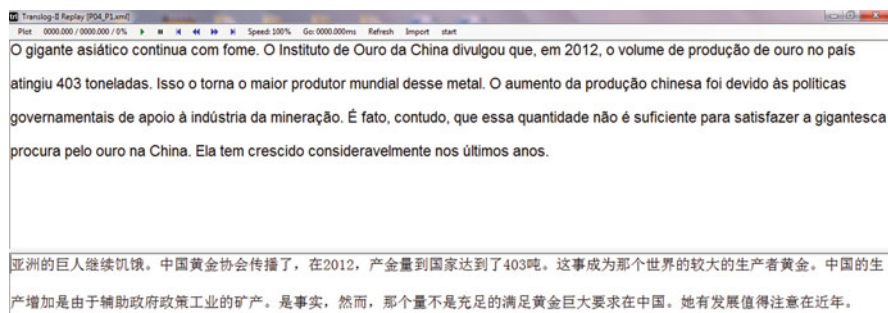 Translog-II Replay [P04_P1.xml]
Plot 0000.000 / 0000.000 / 0% Speed: 100% Go: 0000.000ms Refresh Import start
O gigante asiático continua com fome. O Instituto de Ouro da China divulgou que, em 2012, o volume de produção de ouro no país
atingiu 403 toneladas. Isso o torna o maior produtor mundial desse metal. O aumento da produção chinesa foi devido às políticas
governamentais de apoio à indústria da mineração. É fato, contudo, que essa quantidade não é suficiente para satisfazer a gigantesca
procura pelo ouro na China. Ela tem crescido consideravelmente nos últimos anos.
亚洲的巨人继续饥饿。中国黄金协会传播了，在2012，产金量到国家达到了403吨。这事成为那个世界的较大的生产者黄金。中国的生
产增加是由于辅助政府政策工业的矿产。是事实，然而，那个量不是充足的满足黄金巨大要求在中国。她有发展值得注意在近年。